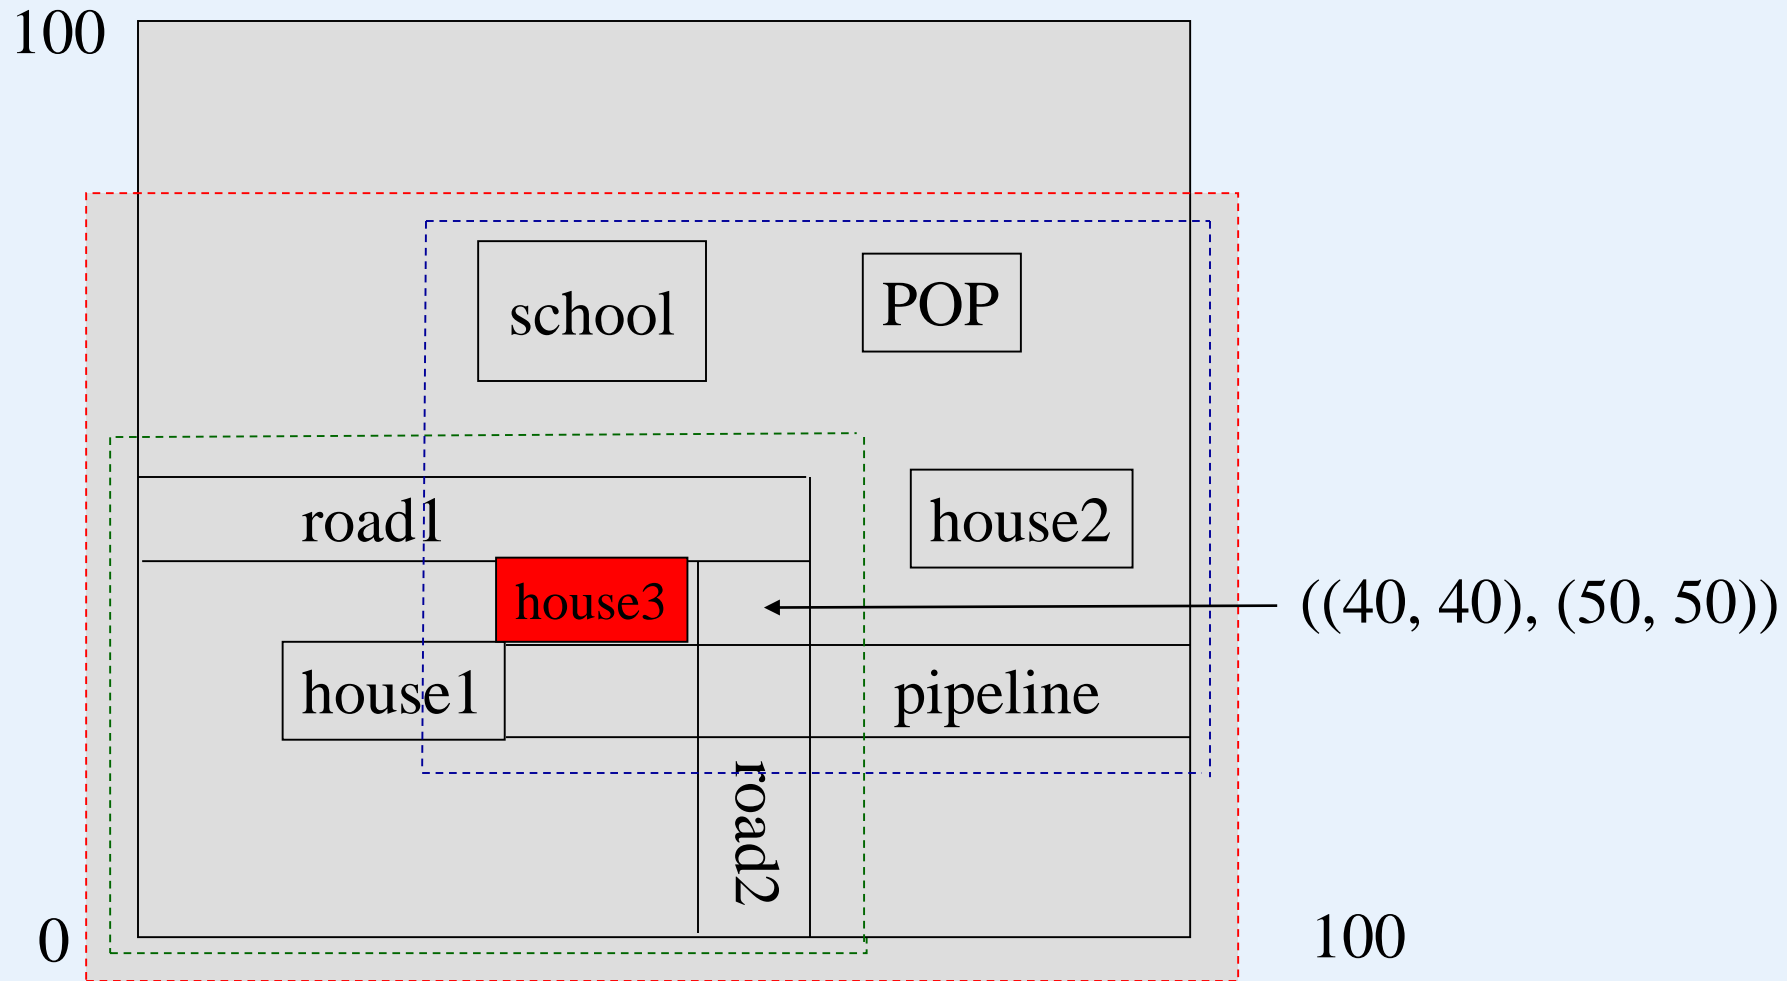 100
school
POP
road1
house2
house3
((40, 40), (50, 50))
house1
pipeline
road2
0
100